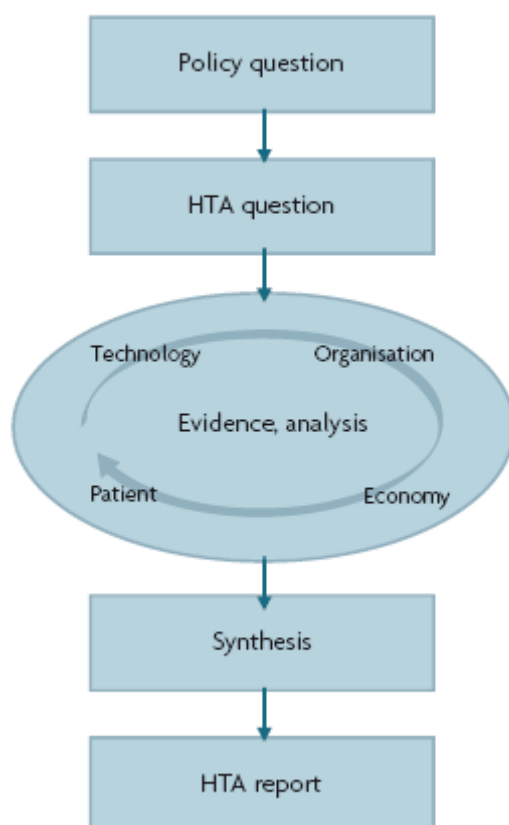 Policy question
HTA question
Technology
Organisation
Evidence, analysis
Patient
Economy
Synthesis
HTA report